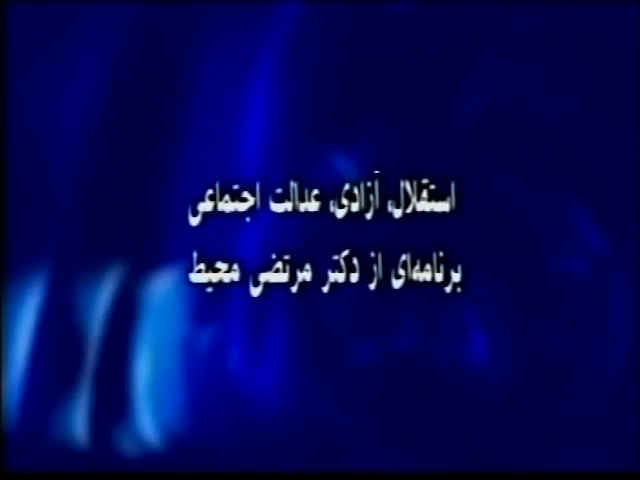 استقلال، آزادی، عدالت اجتماعی
برنامه‌ای از دکتر مرتضی محیط